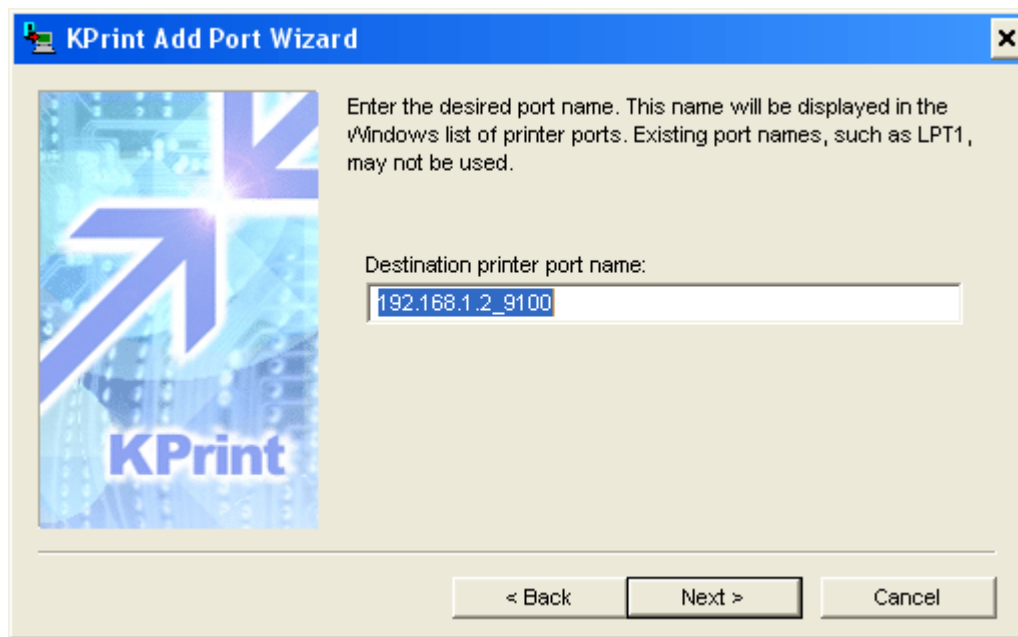 KPrint Add Port Wizard
Enter the desired port name. This name will be displayed in the
Windows list of printer ports. Existing port names, such as LPT1,
may not be used.
Destination printer port name:
192.168.1.2_9100
KPrint
< Back
Next >
Cancel